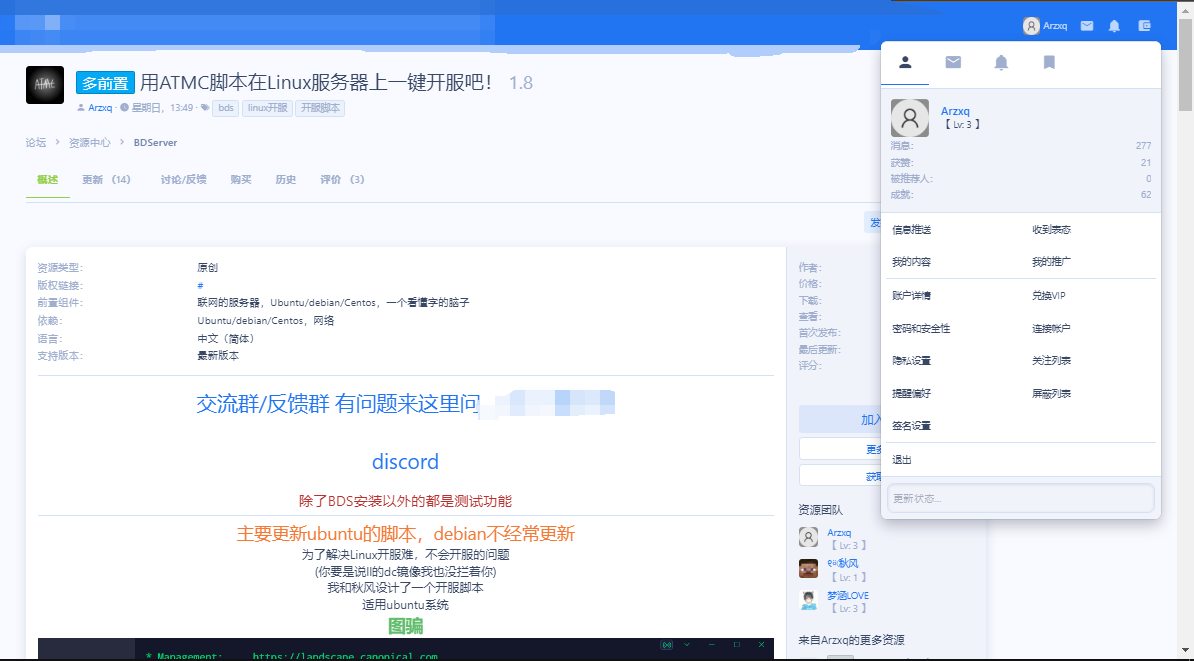 Arzxq
ATMC
多前置 用ATMC脚本在Linux服务器上一键开服吧！ 1.8
Arzxq · 星期日，13:49 · bds linux开服 开服脚本
论坛 > 资源中心 > BDServer
概述 更新 (14) 讨论/反馈 购买 历史 评价 (3)
资源类型: 原创
版权链接: #
前置组件: 联网的服务器，Ubuntu/debian/Centos，一个看懂字的脑子
依赖: Ubuntu/debian/Centos，网络
语言: 中文（简体）
支持版本: 最新版本
交流群/反馈群 有问题来这里问
discord
除了BDS安装以外的都是测试功能
主要更新ubuntu的脚本，debian不经常更新
为了解决Linux开服难，不会开服的问题
(你要是说ll的dc镜像我也没拦着你)
我和秋风设计了一个开服脚本
适用ubuntu系统
图骗
* Management: https://landscape.canonical.com
作者:
价格:
下载:
查看:
首次发布:
最后更新:
评分:
加入
更多
获取
资源团队
Arzxq
【 Lv: 3 】
秋风
【 Lv: 1 】
梦涵LOVE
【 Lv: 3 】
来自Arzxq的更多资源
Arzxq
【 Lv: 3 】
消息: 277
获赞: 21
被推荐人: 0
成就: 62
信息推送 收到表态
我的内容 我的推广
账户详情 兑换VIP
密码和安全性 连接帐户
隐私设置 关注列表
提醒偏好 屏蔽列表
签名设置
退出
更新状态...